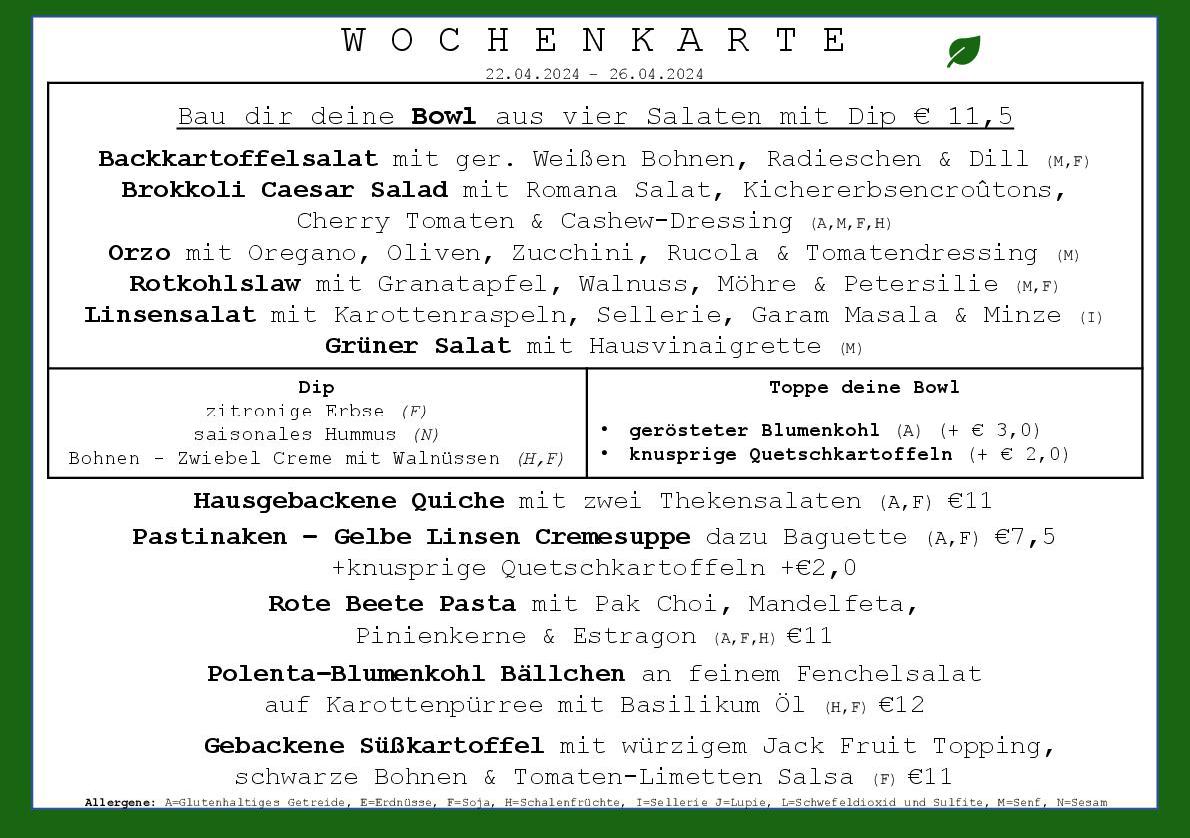 WOCHENKARTE
22.04.2024 – 26.04.2024
Bau dir deine Bowl aus vier Salaten mit Dip € 11,5
Backkartoffelsalat mit ger. Weißen Bohnen, Radieschen & Dill (M,F)
Brokkoli Caesar Salad mit Romana Salat, Kichererbsencroûtons,
Cherry Tomaten & Cashew-Dressing (A,M,F,H)
Orzo mit Oregano, Oliven, Zucchini, Rucola & Tomatendressing (M)
Rotkohlslaw mit Granatapfel, Walnuss, Möhre & Petersilie (M,F)
Linsensalat mit Karottenraspeln, Sellerie, Garam Masala & Minze (I)
Grüner Salat mit Hausvinaigrette (M)
Dip
zitronige Erbse (F)
saisonales Hummus (N)
Bohnen - Zwiebel Creme mit Walnüssen (H,F)
Toppe deine Bowl
• gerösteter Blumenkohl (A) (+ € 3,0)
• knusprige Quetschkartoffeln (+ € 2,0)
Hausgebackene Quiche mit zwei Thekensalaten (A,F) €11
Pastinaken – Gelbe Linsen Cremesuppe dazu Baguette (A,F) €7,5
+knusprige Quetschkartoffeln +€2,0
Rote Beete Pasta mit Pak Choi, Mandelfeta,
Pinienkerne & Estragon (A,F,H) €11
Polenta-Blumenkohl Bällchen an feinem Fenchelsalat
auf Karottenpürree mit Basilikum Öl (H,F) €12
Gebackene Süßkartoffel mit würzigem Jack Fruit Topping,
schwarze Bohnen & Tomaten-Limetten Salsa (F) €11
Allergene: A=Glutenhaltiges Getreide, E=Erdnüsse, F=Soja, H=Schalenfrüchte, I=Sellerie J=Lupie, L=Schwefeldioxid und Sulfite, M=Senf, N=Sesam